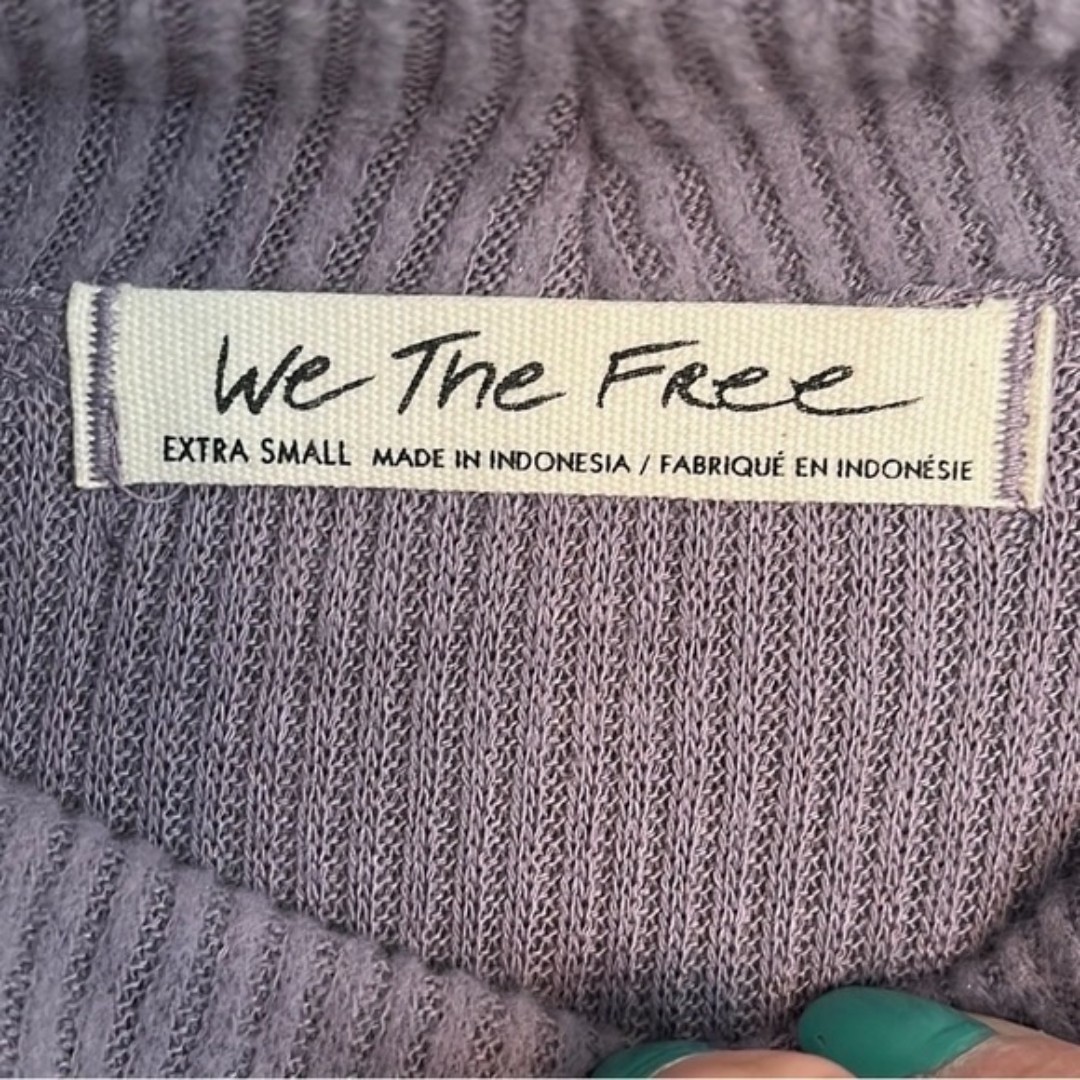 We The Free
EXTRA SMALL MADE IN INDONESIA / FABRIQUÉ EN INDONÉSIE